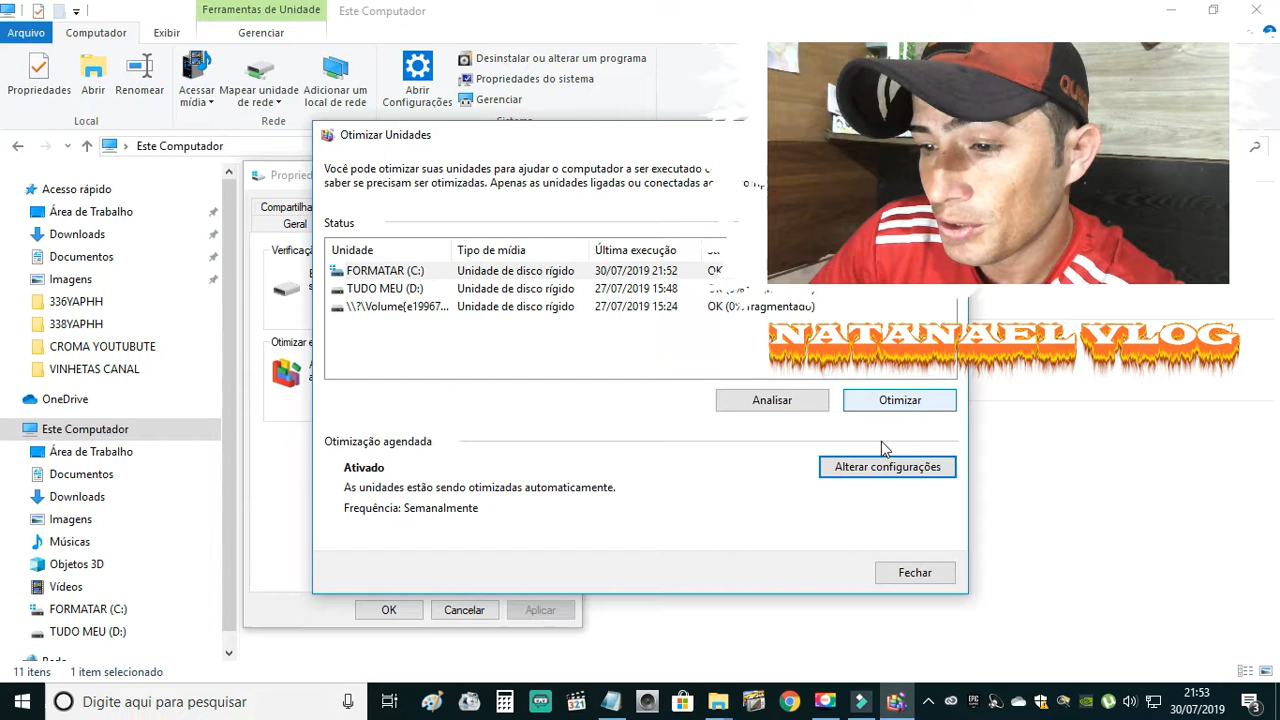 Ferramentas de Unidade
Este Computador
Arquivo
Computador
Exibir
Gerenciar
Propriedades
Abrir
Renomear
Acessar mídia
Mapear unidade de rede
Adicionar um local de rede
Abrir Configurações
Desinstalar ou alterar um programa
Propriedades do sistema
Gerenciar
Local
Rede
Este Computador
Acesso rápido
Área de Trabalho
Downloads
Documentos
Imagens
336YAPHH
338YAPHH
CROMA YOUTUBUTE
VINHETAS CANAL
OneDrive
Este Computador
Área de Trabalho
Documentos
Downloads
Imagens
Músicas
Objetos 3D
Vídeos
FORMATAR (C:)
TUDO MEU (D:)
11 itens
1 item selecionado
Compartilha
Geral
OK
Cancelar
Aplicar
Otimizar Unidades
Você pode otimizar suas unidades para ajudar o computador a ser executado
saber se precisam ser otimizadas. Apenas as unidades ligadas ou conectadas
Status
Unidade
Tipo de mídia
Última execução
FORMATAR (C:)
Unidade de disco rígido
30/07/2019 21:52
OK
TUDO MEU (D:)
Unidade de disco rígido
27/07/2019 15:48
\\?\Volume{e19967...
Unidade de disco rígido
27/07/2019 15:24
OK (0% fragmentado)
Analisar
Otimizar
Otimização agendada
Ativado
Alterar configurações
As unidades estão sendo otimizadas automaticamente.
Frequência: Semanalmente
Fechar
NATANAEL VLOG
Digite aqui para pesquisar
21:53
30/07/2019